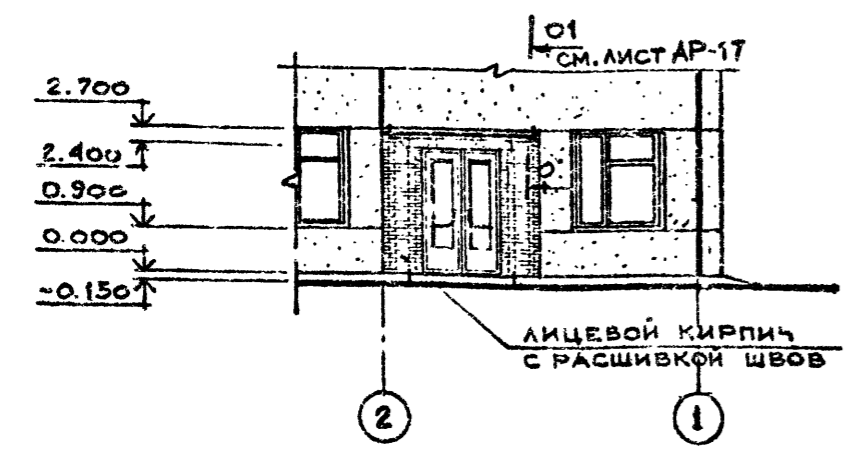 01
СМ. ЛИСТ АР-17
2.700
2.400
0.900
0.000
-0.150
ЛИЦЕВОЙ КИРПИЧ
С РАСШИВКОЙ ШВОВ
2
1